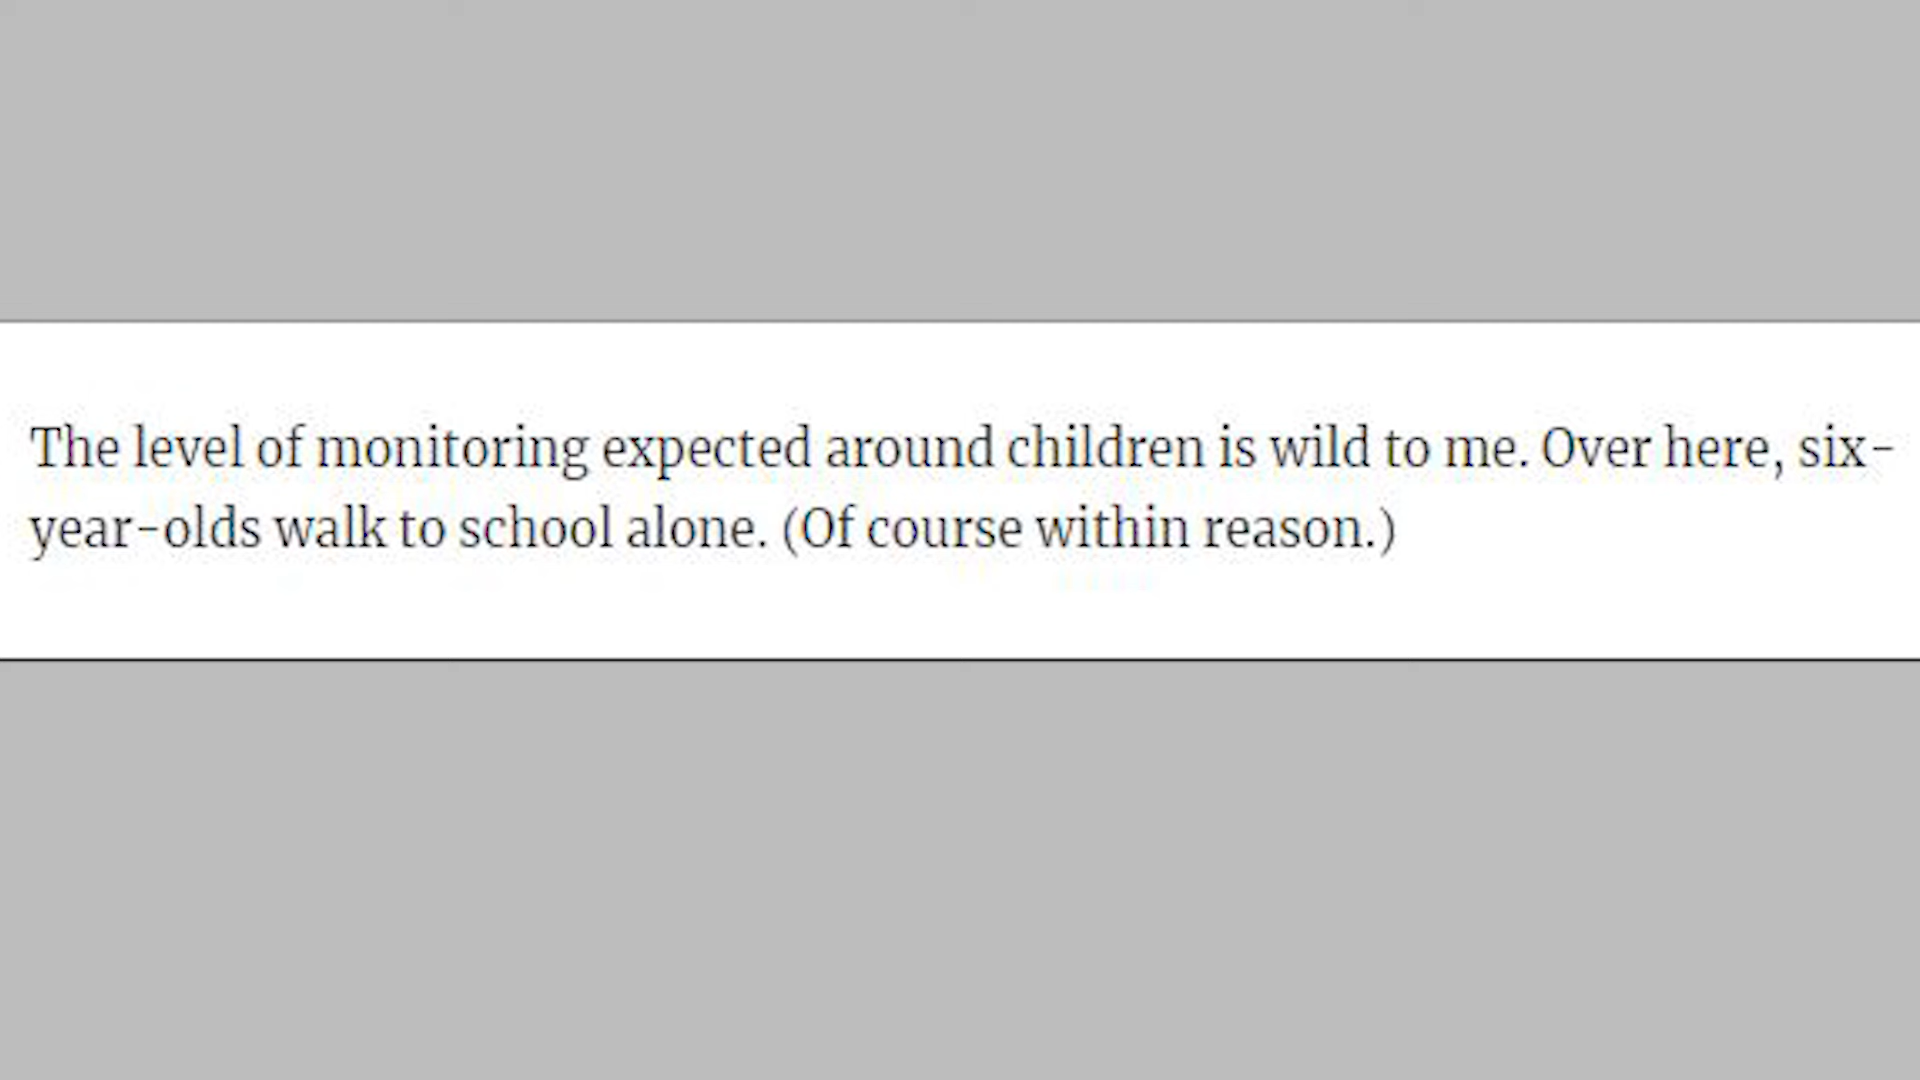 The level of monitoring expected around children is wild to me. Over here, six-
year-olds walk to school alone. (Of course within reason.)